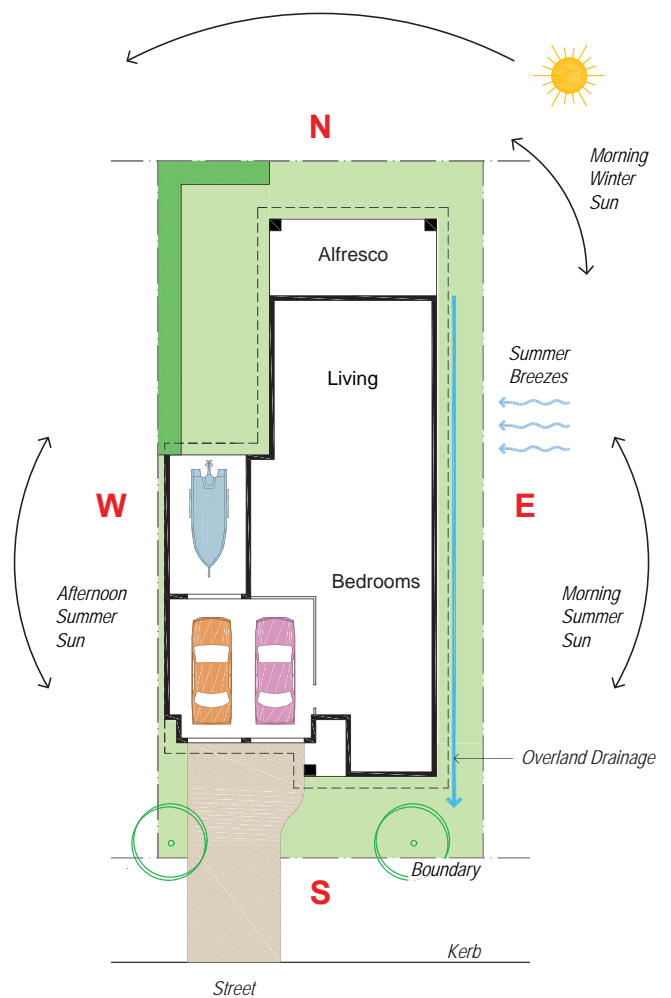 N
Morning
Winter
Sun
Alfresco
Living
Summer
Breezes
W
E
Bedrooms
Afternoon
Summer
Sun
Morning
Summer
Sun
Overland Drainage
Boundary
S
Kerb
Street